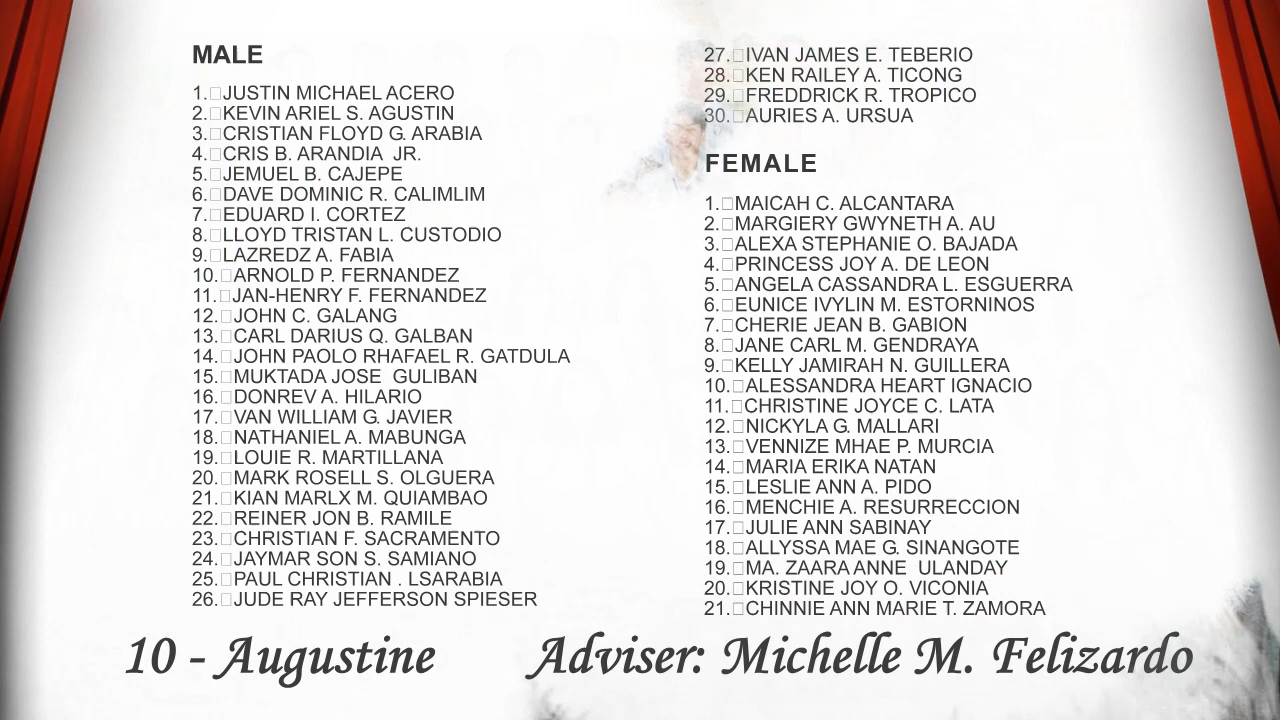 MALE
1. JUSTIN MICHAEL ACERO
2. KEVIN ARIEL S. AGUSTIN
3. CRISTIAN FLOYD G. ARABIA
4. CRIS B. ARANDIA  JR.
5. JEMUEL B. CAJEPE
6. DAVE DOMINIC R. CALIMLIM
7. EDUARD I. CORTEZ
8. LLOYD TRISTAN L. CUSTODIO
9. LAZREDZ A. FABIA
10. ARNOLD P. FERNANDEZ
11. JAN-HENRY F. FERNANDEZ
12. JOHN C. GALANG
13. CARL DARIUS Q. GALBAN
14. JOHN PAOLO RHAFAEL R. GATDULA
15. MUKTADA JOSE  GULIBAN
16. DONREV A. HILARIO
17. VAN WILLIAM G. JAVIER
18. NATHANIEL A. MABUNGA
19. LOUIE R. MARTILLANA
20. MARK ROSELL S. OLGUERA
21. KIAN MARLX M. QUIAMBAO
22. REINER JON B. RAMILE
23. CHRISTIAN F. SACRAMENTO
24. JAYMAR SON S. SAMIANO
25. PAUL CHRISTIAN . LSARABIA
26. JUDE RAY JEFFERSON SPIESER
27. IVAN JAMES E. TEBERIO
28. KEN RAILEY A. TICONG
29. FREDDRICK R. TROPICO
30. AURIES A. URSUA
FEMALE
1. MAICAH C. ALCANTARA
2. MARGIERY GWYNETH A. AU
3. ALEXA STEPHANIE O. BAJADA
4. PRINCESS JOY A. DE LEON
5. ANGELA CASSANDRA L. ESGUERRA
6. EUNICE IVYLIN M. ESTORNINOS
7. CHERIE JEAN B. GABION
8. JANE CARL M. GENDRAYA
9. KELLY JAMIRAH N. GUILLERA
10. ALESSANDRA HEART IGNACIO
11. CHRISTINE JOYCE C. LATA
12. NICKYLA G. MALLARI
13. VENNIZE MHAE P. MURCIA
14. MARIA ERIKA NATAN
15. LESLIE ANN A. PIDO
16. MENCHIE A. RESURRECCION
17. JULIE ANN SABINAY
18. ALLYSSA MAE G. SINANGOTE
19. MA. ZAARA ANNE  ULANDAY
20. KRISTINE JOY O. VICONIA
21. CHINNIE ANN MARIE T. ZAMORA
10 - Augustine
Adviser: Michelle M. Felizardo